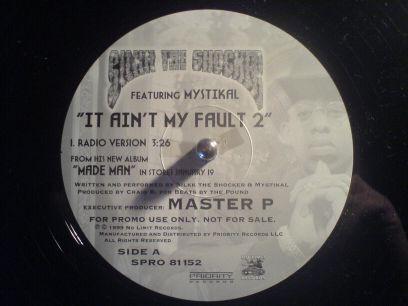 SILKK THE SHOCKER
FEATURING MYSTIKAL
"IT AIN'T MY FAULT 2"
1. RADIO VERSION 3:26
FROM HIS NEW ALBUM
"MADE MAN" IN STORES JANUARY 19
WRITTEN AND PERFORMED BY SILKK THE SHOCKER & MYSTIKAL
PRODUCED BY CRAIG B. FOR BEATS BY THE POUND
EXECUTIVE PRODUCER: MASTER P
FOR PROMO USE ONLY. NOT FOR SALE.
℗ © 1999 NO LIMIT RECORDS.
MANUFACTURED AND DISTRIBUTED BY PRIORITY RECORDS LLC
ALL RIGHTS RESERVED
SIDE A
SPRO 81152
PRIORITY
RECORDS